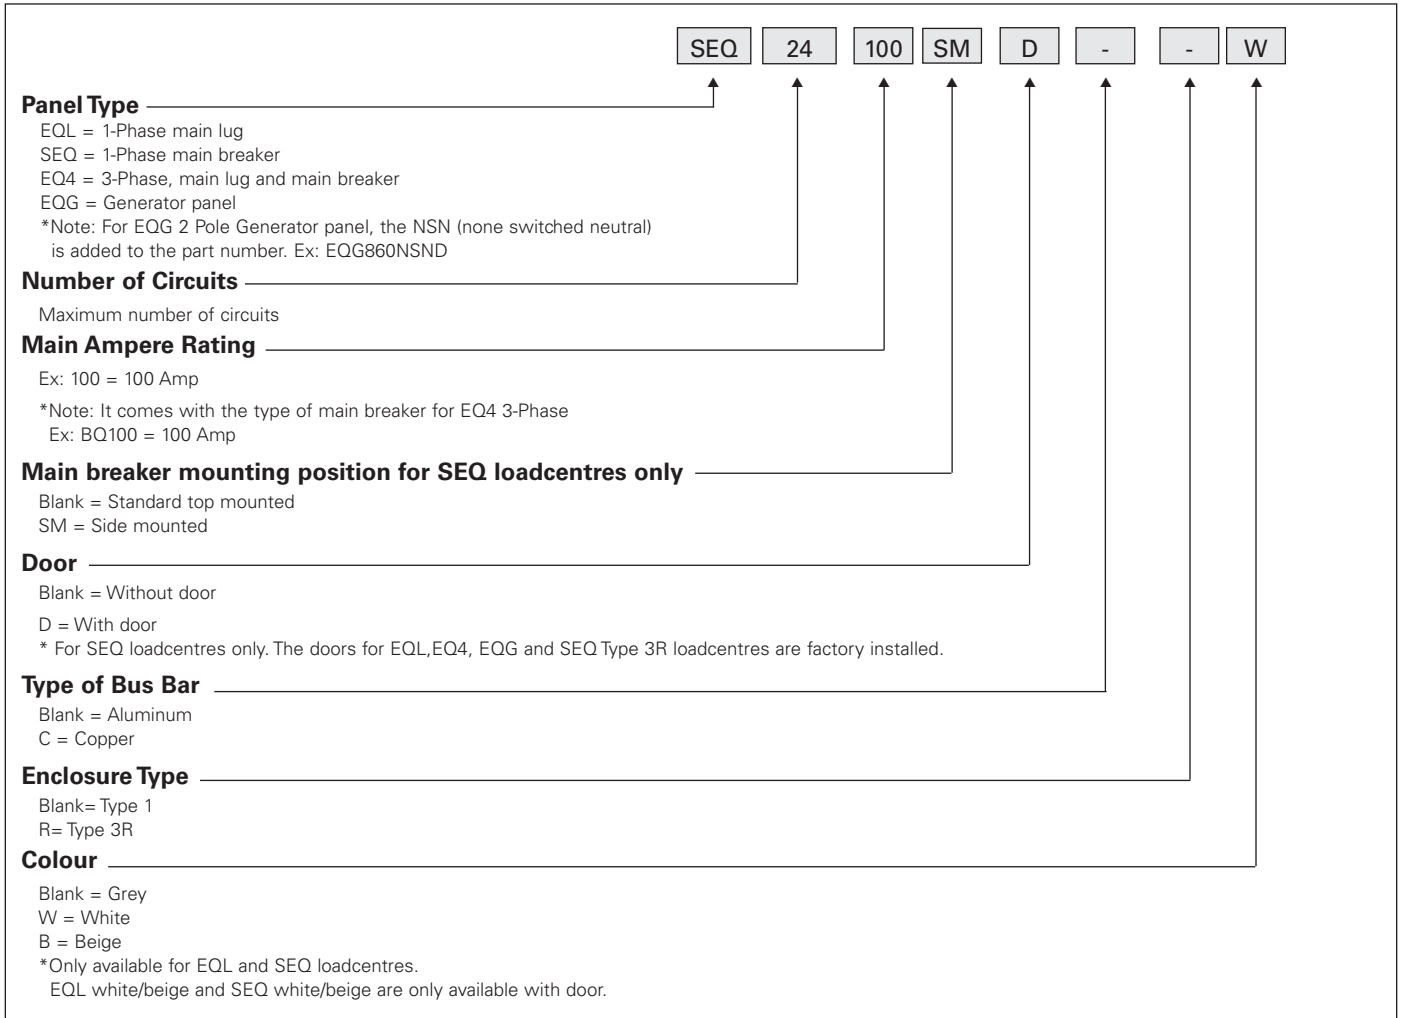 SEQ 24 100 SM D - - W
Panel Type
EQL = 1-Phase main lug
SEQ = 1-Phase main breaker
EQ4 = 3-Phase, main lug and main breaker
EQG = Generator panel
*Note: For EQG 2 Pole Generator panel, the NSN (none switched neutral)
is added to the part number. Ex: EQG860NSND
Number of Circuits
Maximum number of circuits
Main Ampere Rating
Ex: 100 = 100 Amp
*Note: It comes with the type of main breaker for EQ4 3-Phase
Ex: BQ100 = 100 Amp
Main breaker mounting position for SEQ loadcentres only
Blank = Standard top mounted
SM = Side mounted
Door
Blank = Without door
D = With door
* For SEQ loadcentres only. The doors for EQL,EQ4, EQG and SEQ Type 3R loadcentres are factory installed.
Type of Bus Bar
Blank = Aluminum
C = Copper
Enclosure Type
Blank= Type 1
R= Type 3R
Colour
Blank = Grey
W = White
B = Beige
*Only available for EQL and SEQ loadcentres.
EQL white/beige and SEQ white/beige are only available with door.